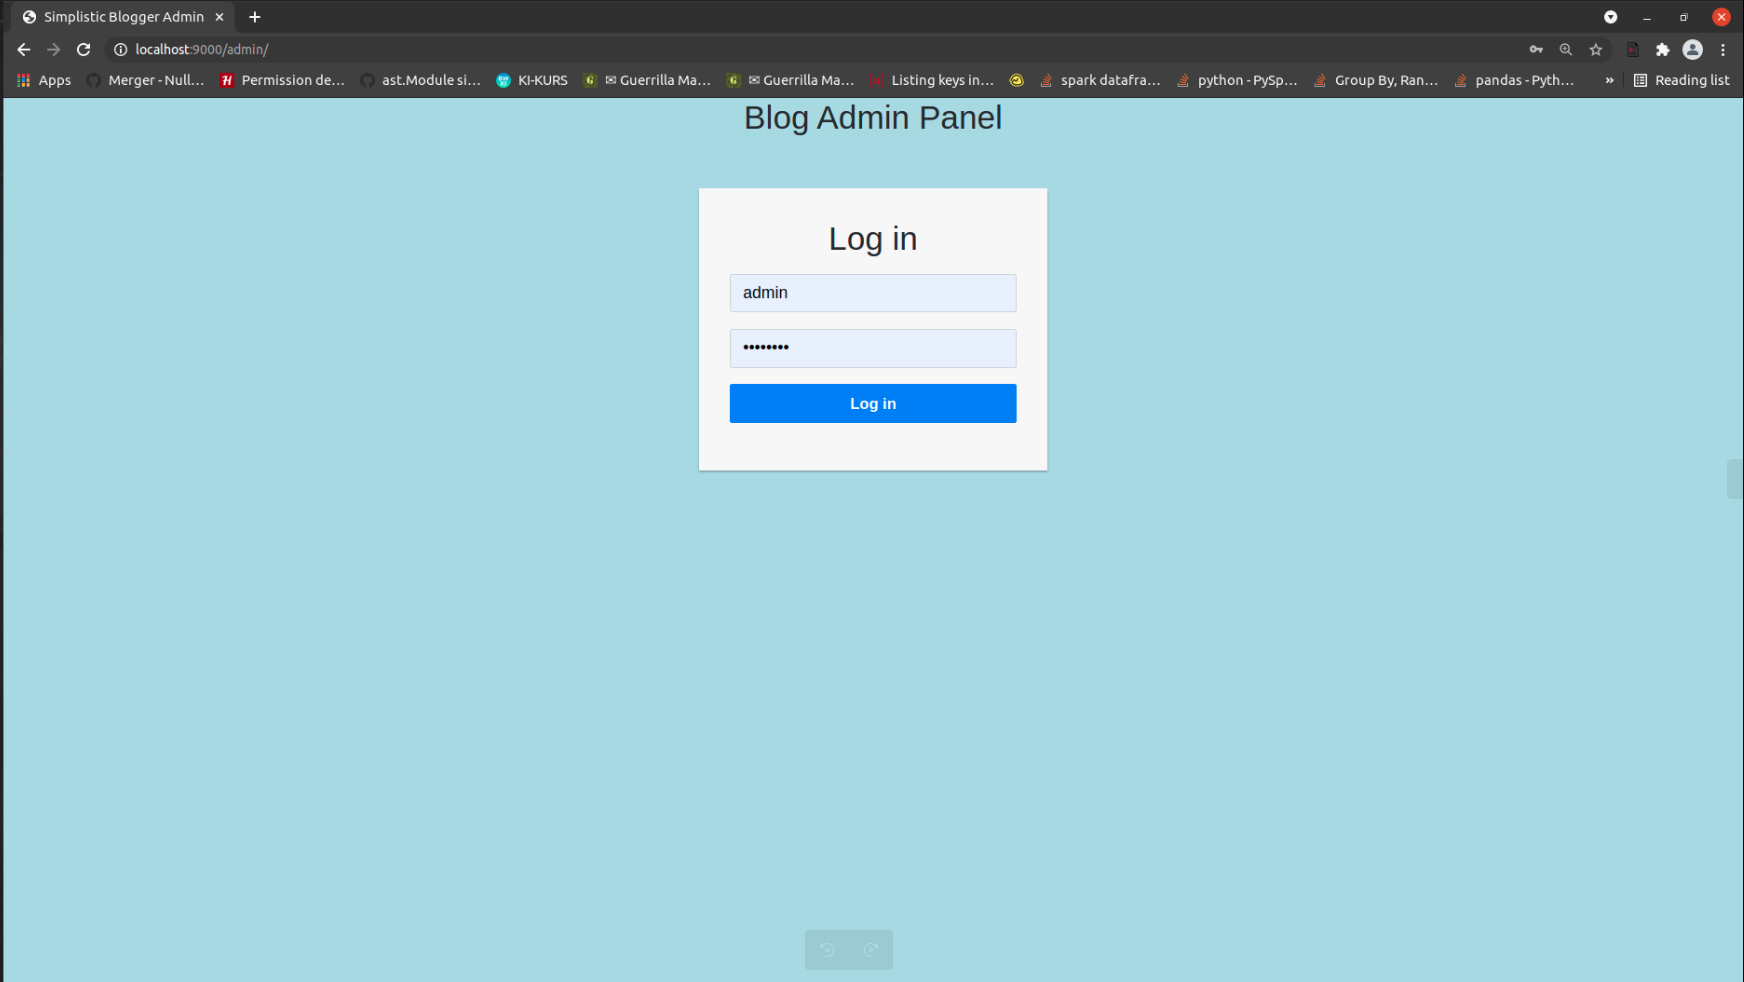 Simplistic Blogger Admin
localhost:9000/admin/
Apps Merger - Null... Permission de... ast.Module si... KI-KURS ✉ Guerrilla Ma... ✉ Guerrilla Ma... Listing keys in... spark datafra... python - PySp... Group By, Ran... pandas - Pyth... » Reading list
Blog Admin Panel
Log in
admin
••••••••
Log in